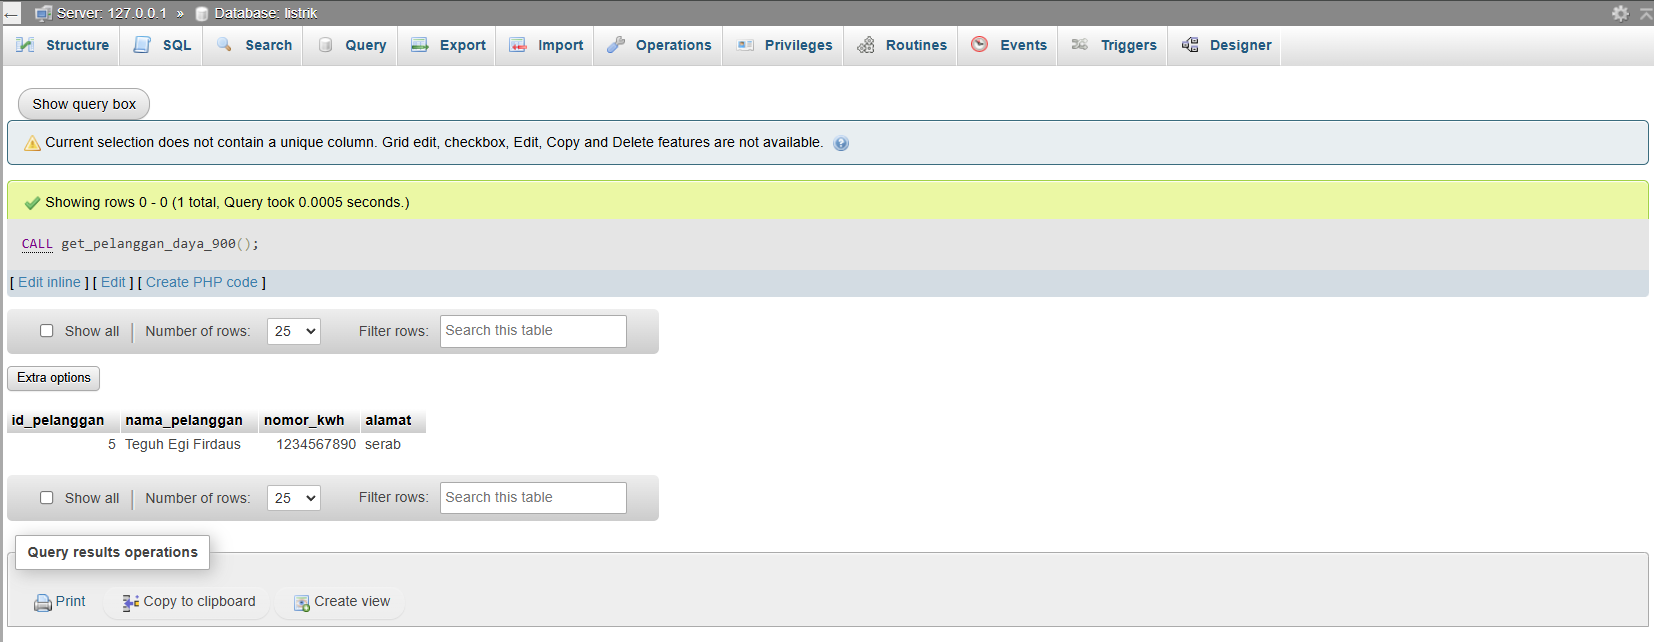 Server: 127.0.0.1 » Database: listrik
Structure SQL Search Query Export Import Operations Privileges Routines Events Triggers Designer
Show query box
Current selection does not contain a unique column. Grid edit, checkbox, Edit, Copy and Delete features are not available.
Showing rows 0 - 0 (1 total, Query took 0.0005 seconds.)
CALL get_pelanggan_daya_900();
[ Edit inline ] [ Edit ] [ Create PHP code ]
Show all | Number of rows: 25 Filter rows: Search this table
Extra options
id_pelanggan nama_pelanggan nomor_kwh alamat
5 Teguh Egi Firdaus 1234567890 serab
Show all | Number of rows: 25 Filter rows: Search this table
Query results operations
Print Copy to clipboard Create view